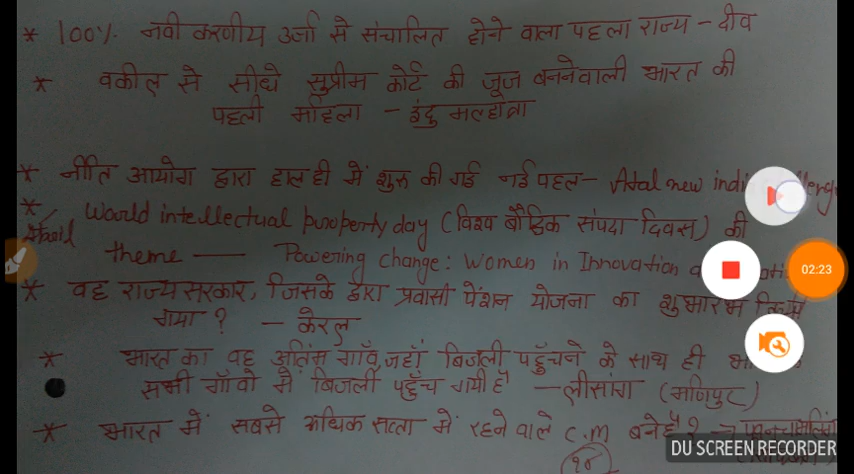 * 100% नवी करणीय उर्जा से संचालित होने वाला पहला राज्य - दीव
* वकील से सीधे सुप्रीम कोर्ट की जज बननेवाली भारत की
पहली महिला - इंदु मल्होत्रा
* नीति आयोग द्वारा हाल ही में शुरू की गई नई पहल - Atal new
* World intellectual property day (विश्व बौद्धिक संपदा दिवस) की
theme — Powering change: Women in Innovation
02:23
* वह राज्य सरकार, जिसके द्वारा प्रवासी पेंशन योजना का शुभारंभ
गया? - केरल
* भारत का वह अंतिम गाँव, जहाँ बिजली पहुँचने के साथ ही
सभी गाँवो में बिजली पहुँच गयी है - लीसांग (मणिपुर)
* भारत में सबसे अधिक सत्ता में रहने वाले C.M बने है?
DU SCREEN RECORDER